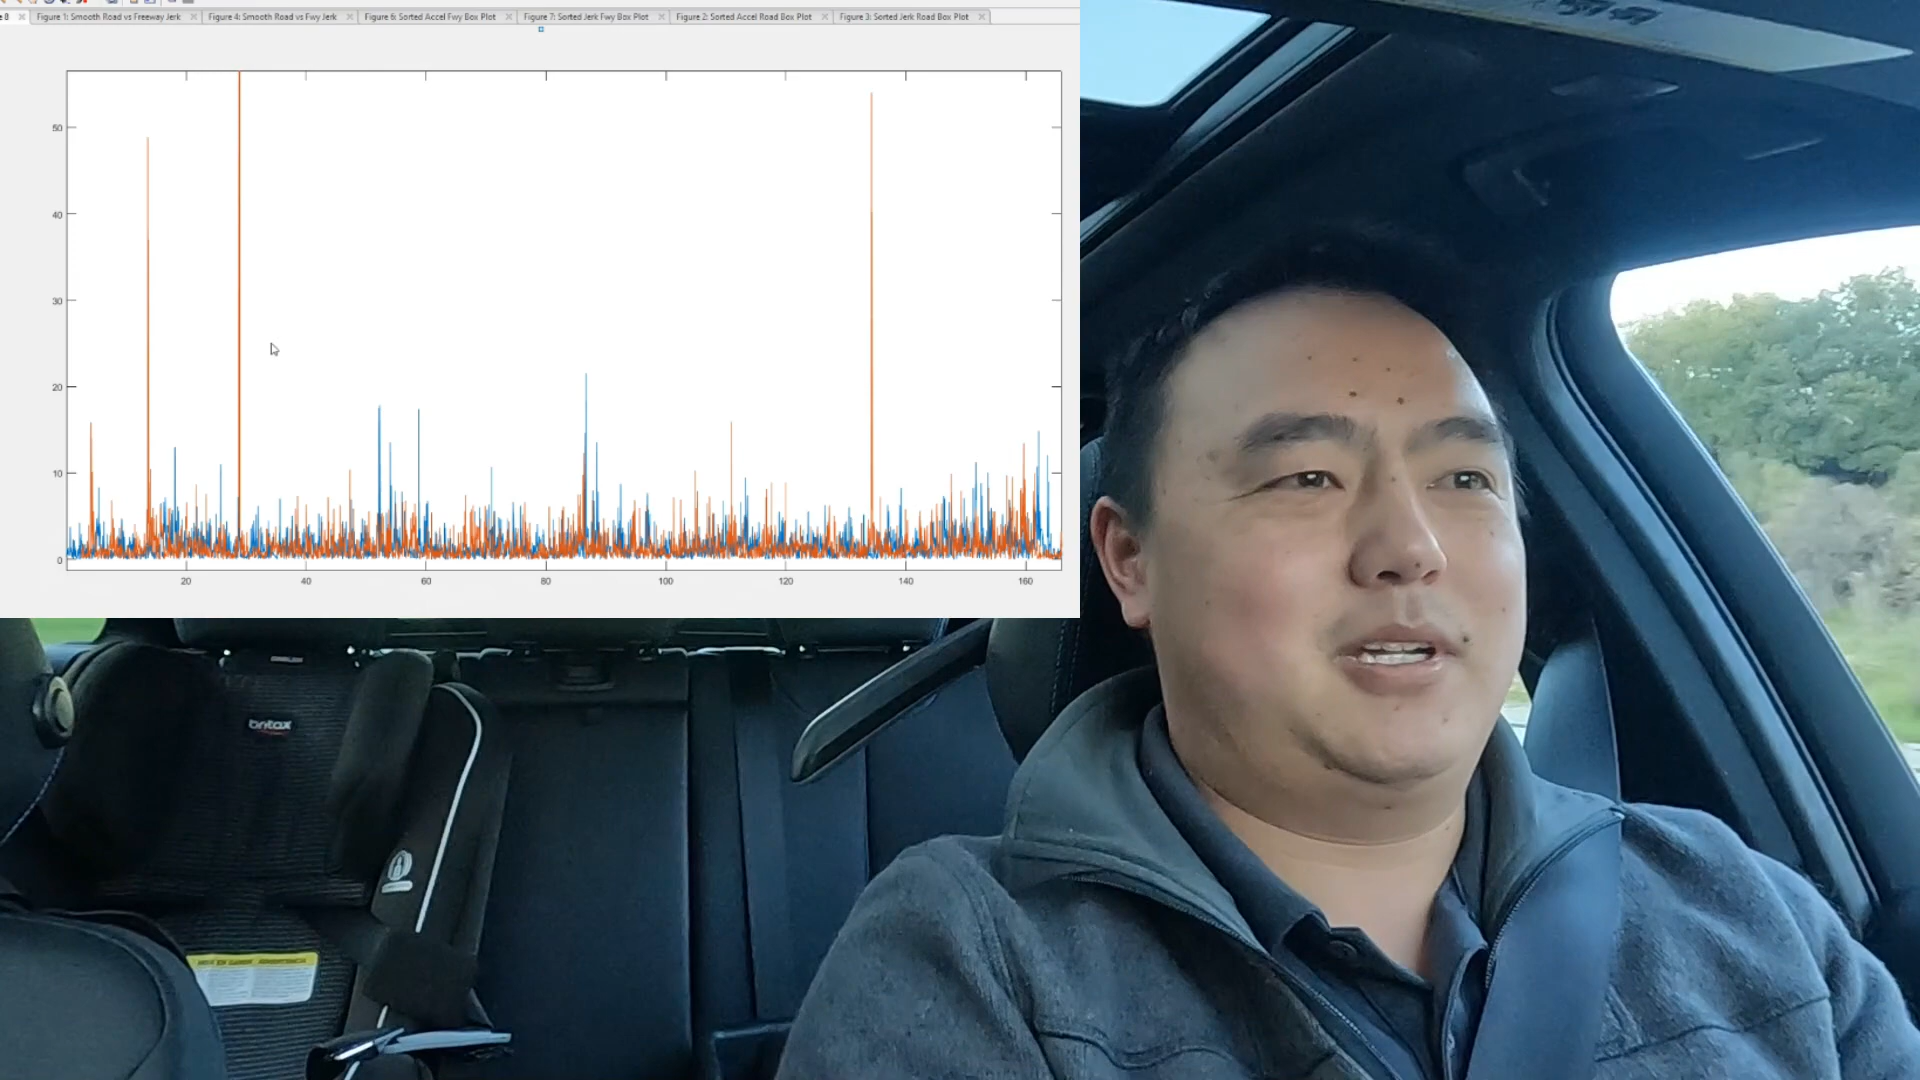 8
Figure 1: Smooth Road vs Freeway Jerk
Figure 4: Smooth Road vs Fwy Jerk
Figure 6: Sorted Accel Fwy Box Plot
Figure 7: Sorted Jerk Fwy Box Plot
Figure 2: Sorted Accel Road Box Plot
Figure 3: Sorted Jerk Road Box Plot
50
40
30
20
10
0
20 40 60 80 100 120 140 160
britax